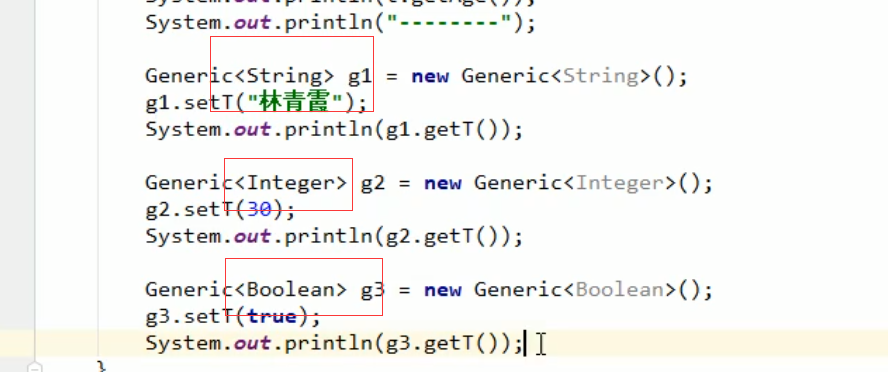 System.out.println("--------");
Generic<String> g1 = new Generic<String>();
g1.setT("林青霞");
System.out.println(g1.getT());
Generic<Integer> g2 = new Generic<Integer>();
g2.setT(30);
System.out.println(g2.getT());
Generic<Boolean> g3 = new Generic<Boolean>();
g3.setT(true);
System.out.println(g3.getT());
}